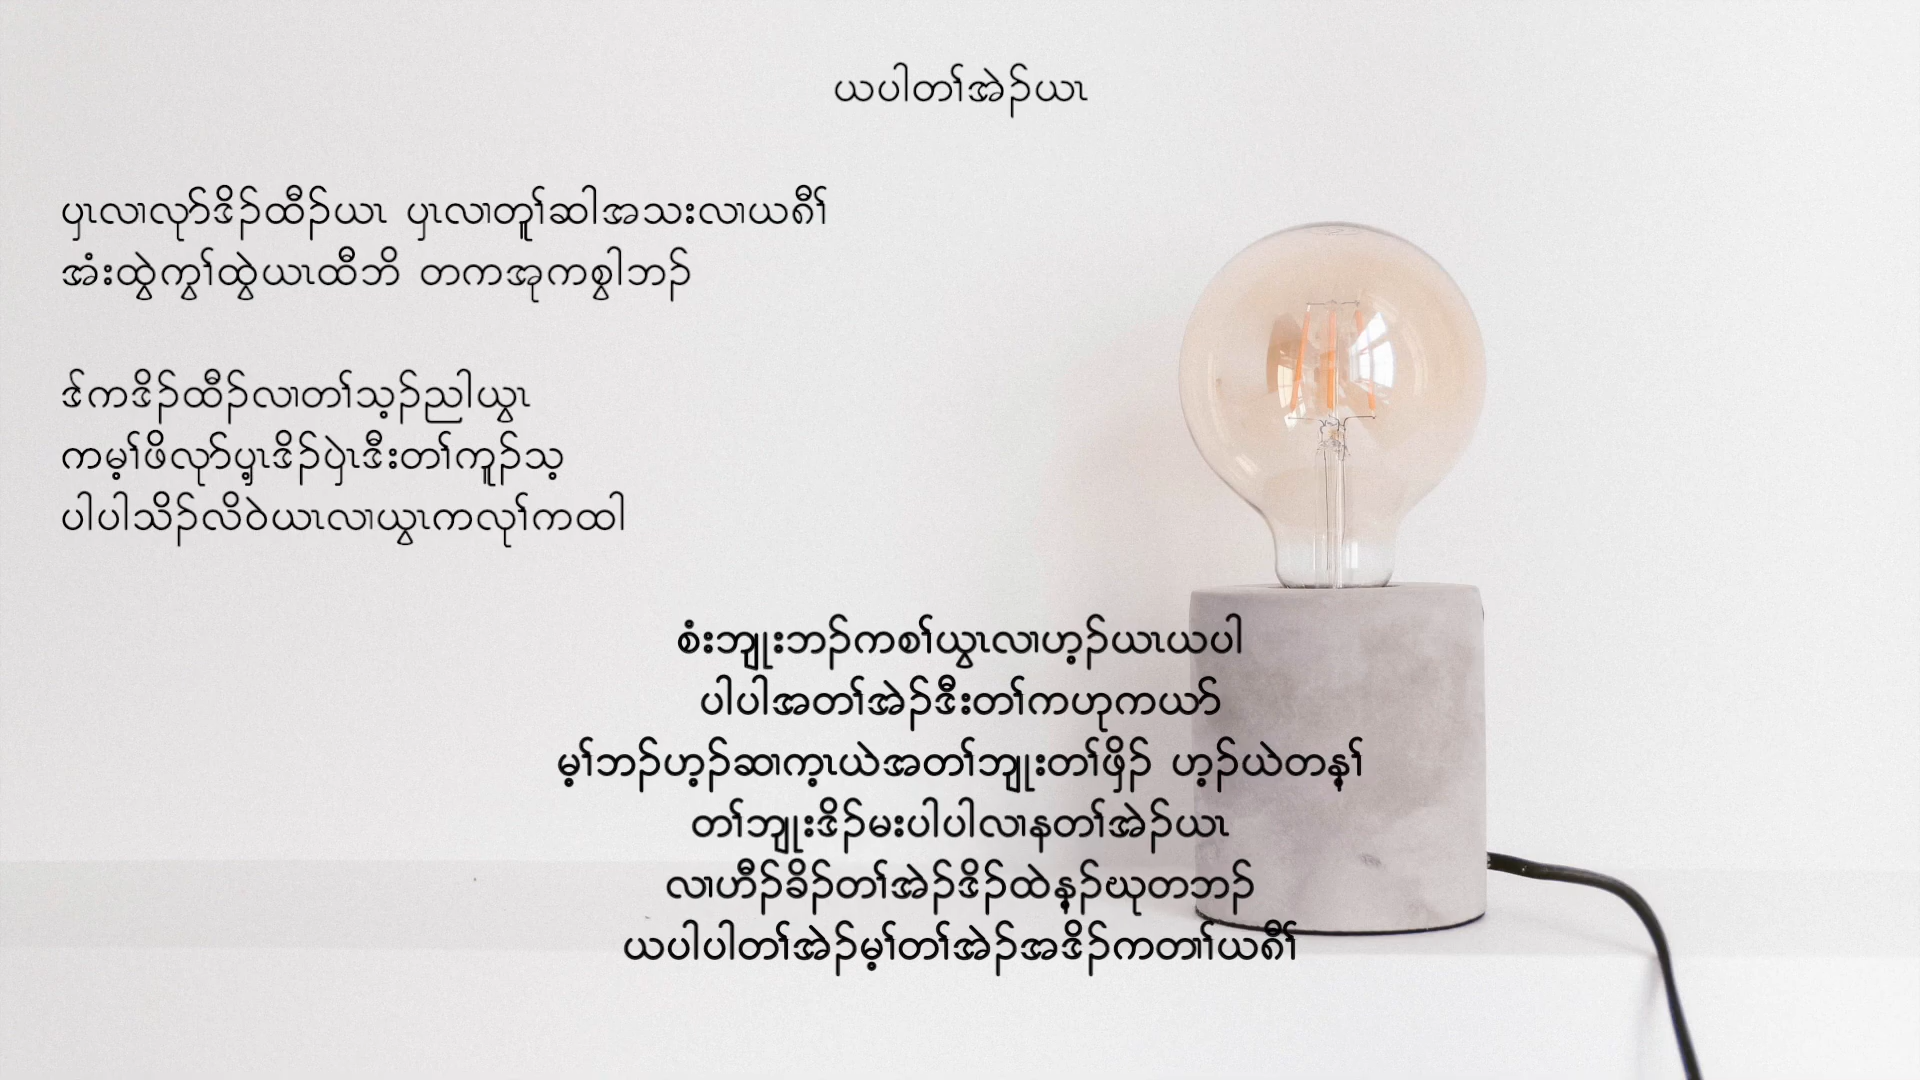 ယပါတၢ်အဲၣ်ယၤ
ပှၤလၢလုာ်ဒိၣ်ထီၣ်ယၤ ပှၤလၢတူၢ်ဆါအသးလၢယဂီၢ်
အံးထွဲကွၢ်ထွဲယၤထီဘိ တကအုကစွါဘၣ်
ဒ်ကဒိၣ်ထီၣ်လၢတၢ်သ့ၣ်ညါယွၤ
ကမ့ၢ်ဖိလုာ်ပှ့ၤဒိၣ်ပှဲၤဒီးတၢ်ကူၣ်သ့
ပါပါသိၣ်လိဝဲယၤလၢယွၤကလုၢ်ကထါ
စံးဘျုးဘၣ်ကစၢ်ယွၤလၢဟ့ၣ်ယၤယပါ
ပါပါအတၢ်အဲၣ်ဒီးတၢ်ကဟုကယာ်
မ့ၢ်ဘၣ်ဟ့ၣ်ဆၢက့ၤယဲအတၢ်ဘျုးတၢ်ဖှိၣ် ဟ့ၣ်ယဲတန့ၢ်
တၢ်ဘျုးဒိၣ်မးပါပါလၢနတၢ်အဲၣ်ယၤ
လၢဟီၣ်ခိၣ်တၢ်အဲၣ်ဒိၣ်ထဲန့ၣ်ဃုတဘၣ်
ယပါပါတၢ်အဲၣ်မ့ၢ်တၢ်အဲၣ်အဒိၣ်ကတၢၢ်ယဂီၢ်